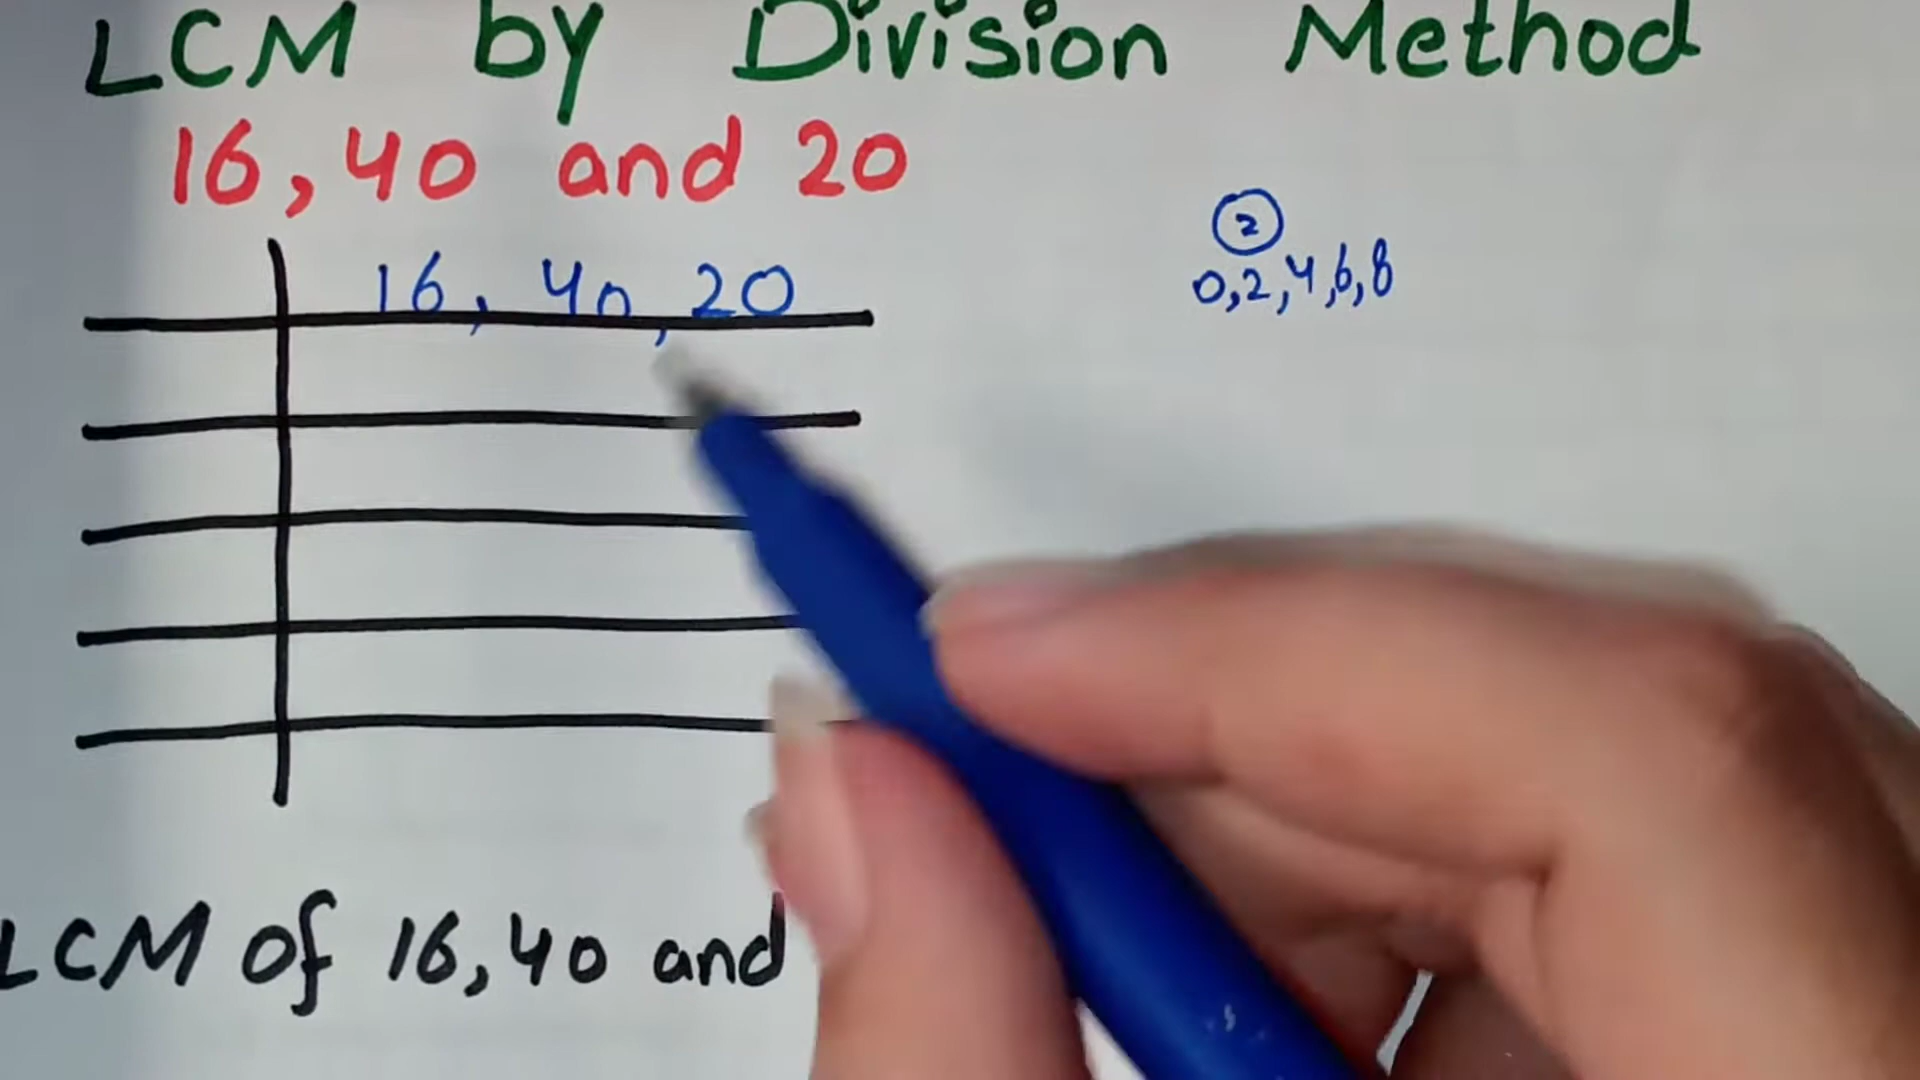 LCM by Division Method
16, 40 and 20
2
16, 40, 20
0,2,4,6,8
LCM of 16,40 and